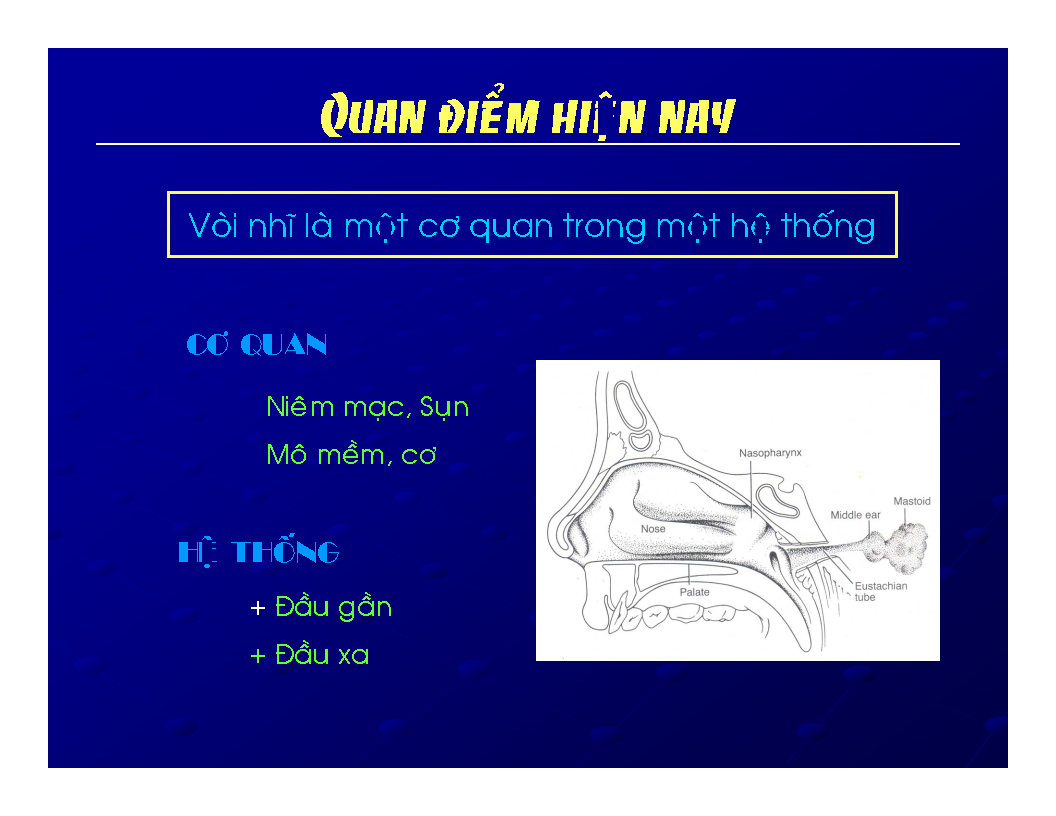 QUAN ĐIỂM HIỆN NAY
Vòi nhĩ là một cơ quan trong một hệ thống
CƠ QUAN
Niêm mạc, Sụn
Mô mềm, cơ
HỆ THỐNG
+ Đầu gần
+ Đầu xa
Nasopharynx
Mastoid
Middle ear
Nose
Eustachian
tube
Palate